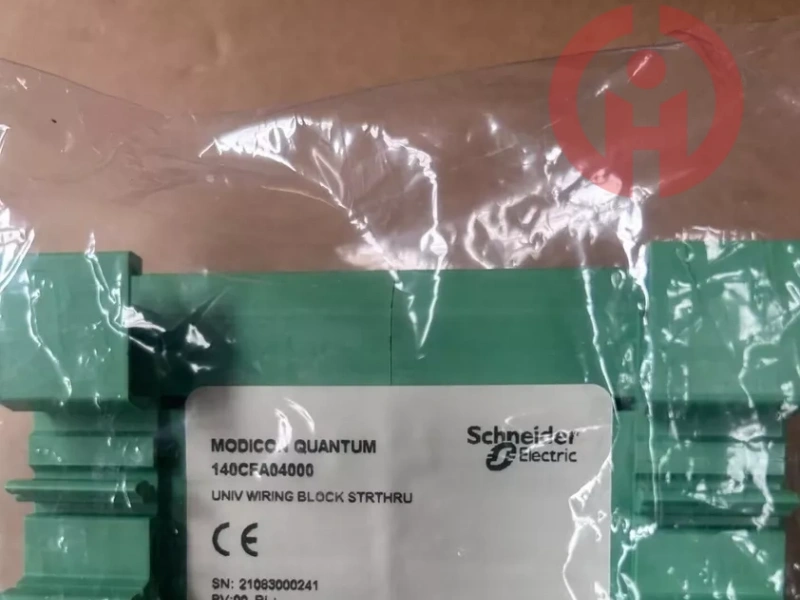 MODICON QUANTUM
140CFA04000
UNIV WIRING BLOCK STRTHRU
Schneider
Electric
CE
SN: 21083000241